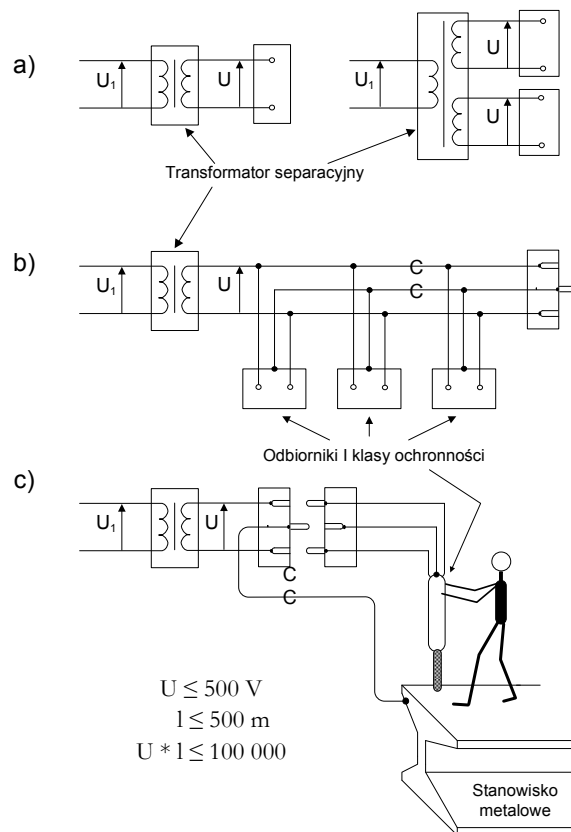 a)
U₁
U
U₁
U
U
Transformator separacyjny
b)
U₁
U
C
C
Odbiorniki I klasy ochronności
c)
U₁
U
C
C
U ≤ 500 V
l ≤ 500 m
U * l ≤ 100 000
Stanowisko
metalowe